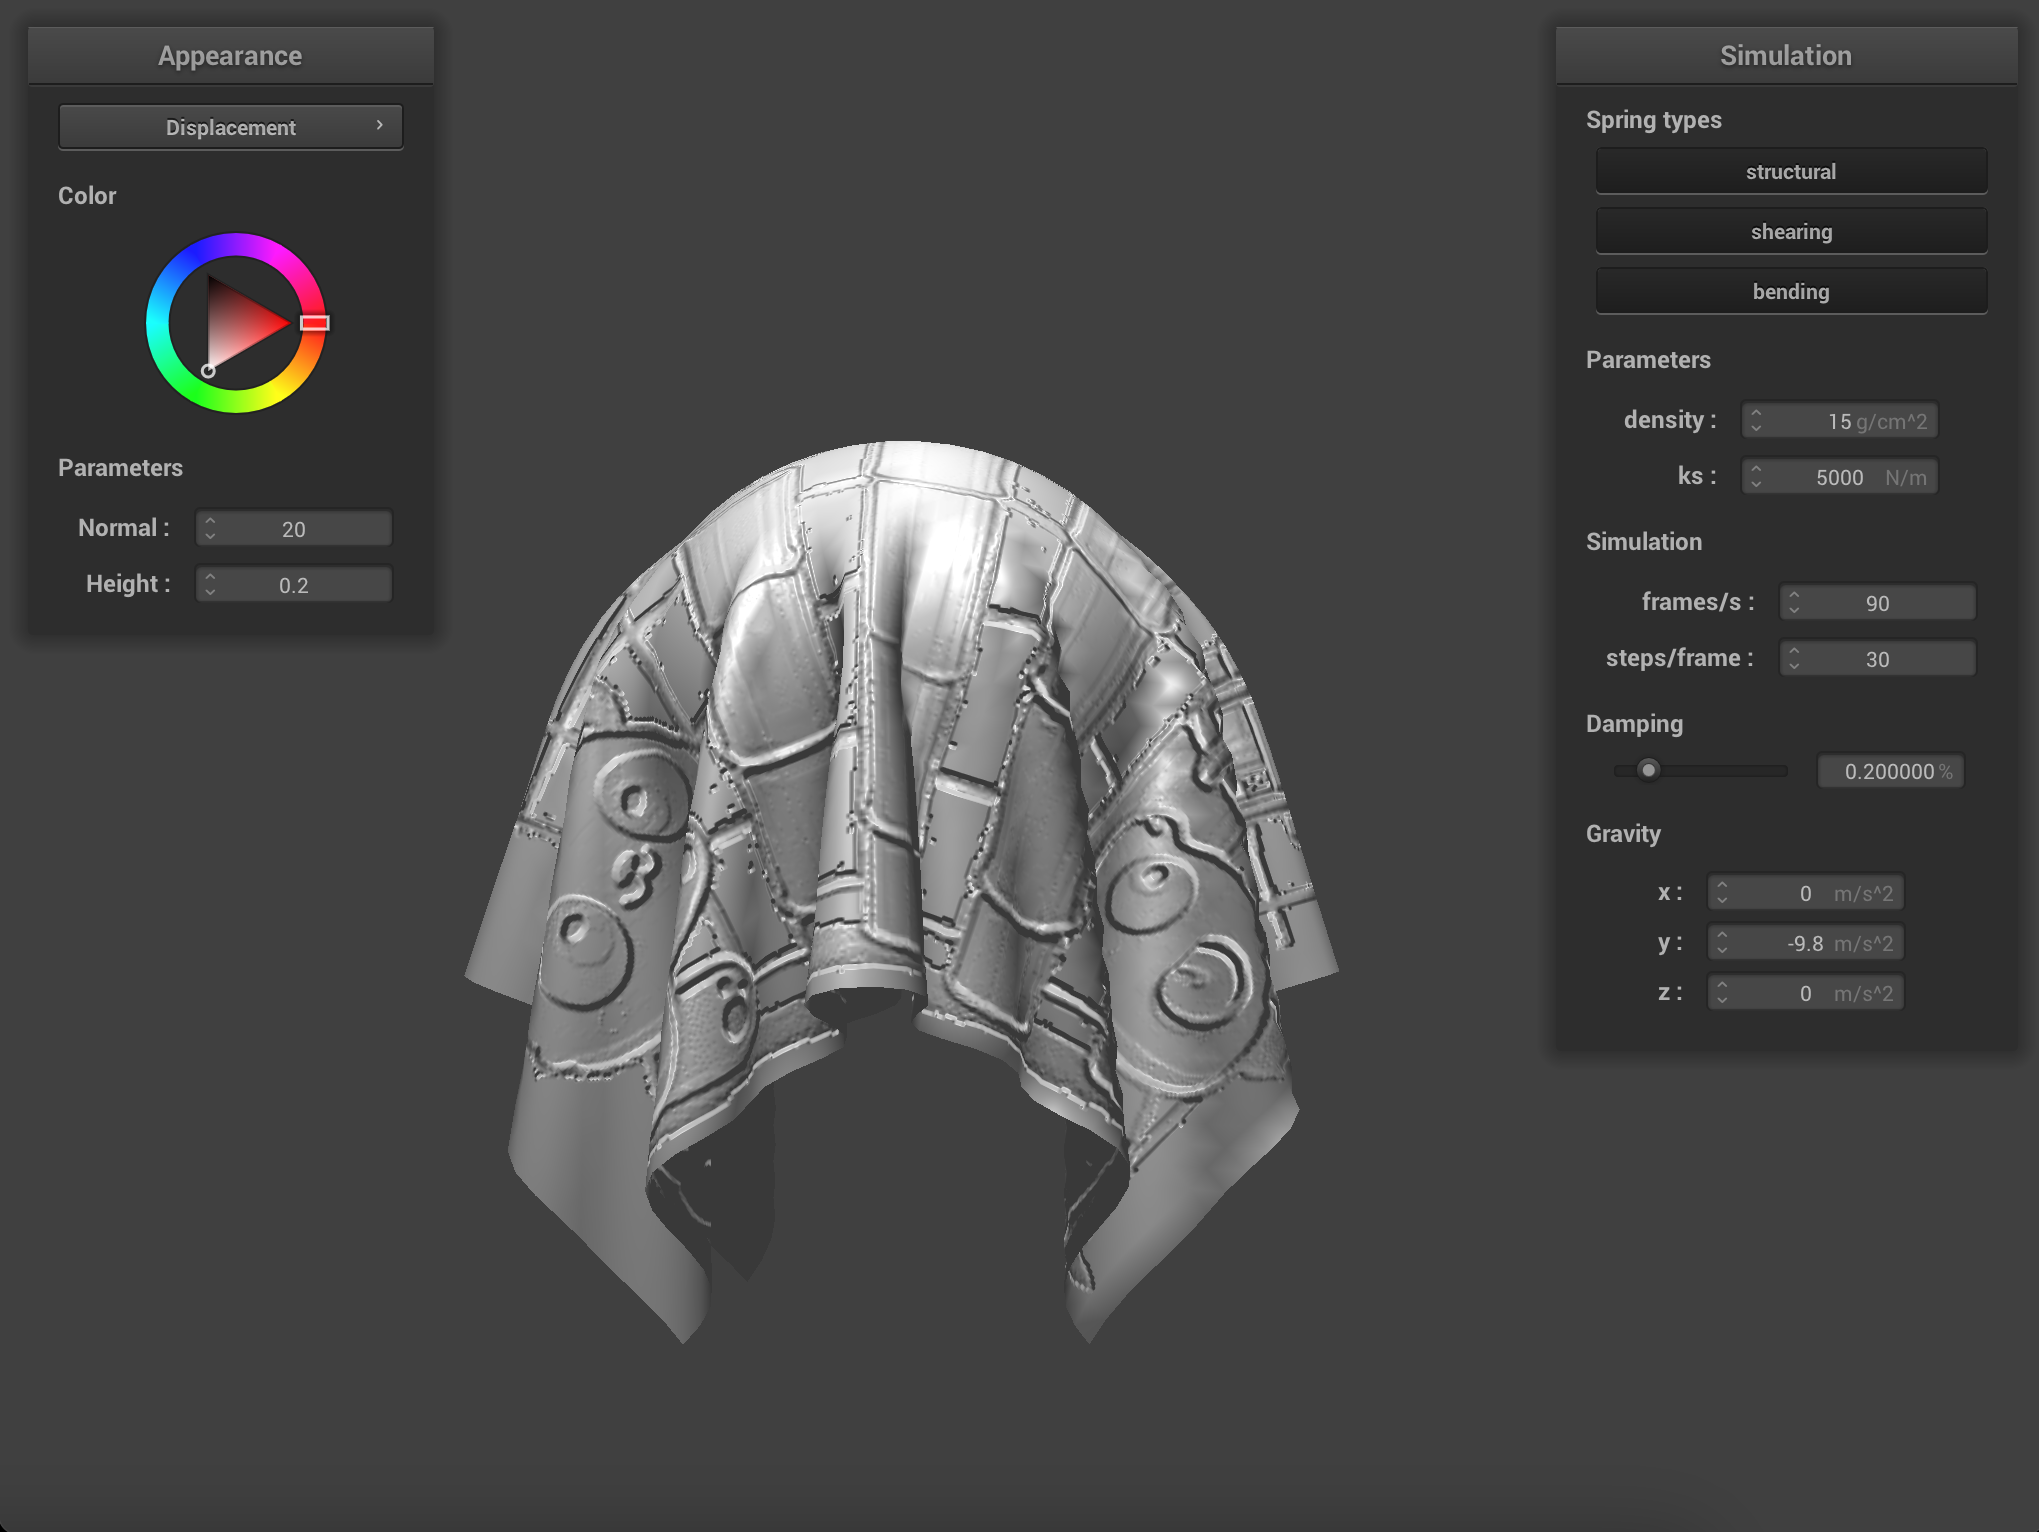 Appearance
Displacement
Color
Parameters
Normal : 20
Height : 0.2
Simulation
Spring types
structural
shearing
bending
Parameters
density : 15 g/cm^2
ks : 5000 N/m
Simulation
frames/s : 90
steps/frame : 30
Damping
0.200000 %
Gravity
x : 0 m/s^2
y : -9.8 m/s^2
z : 0 m/s^2